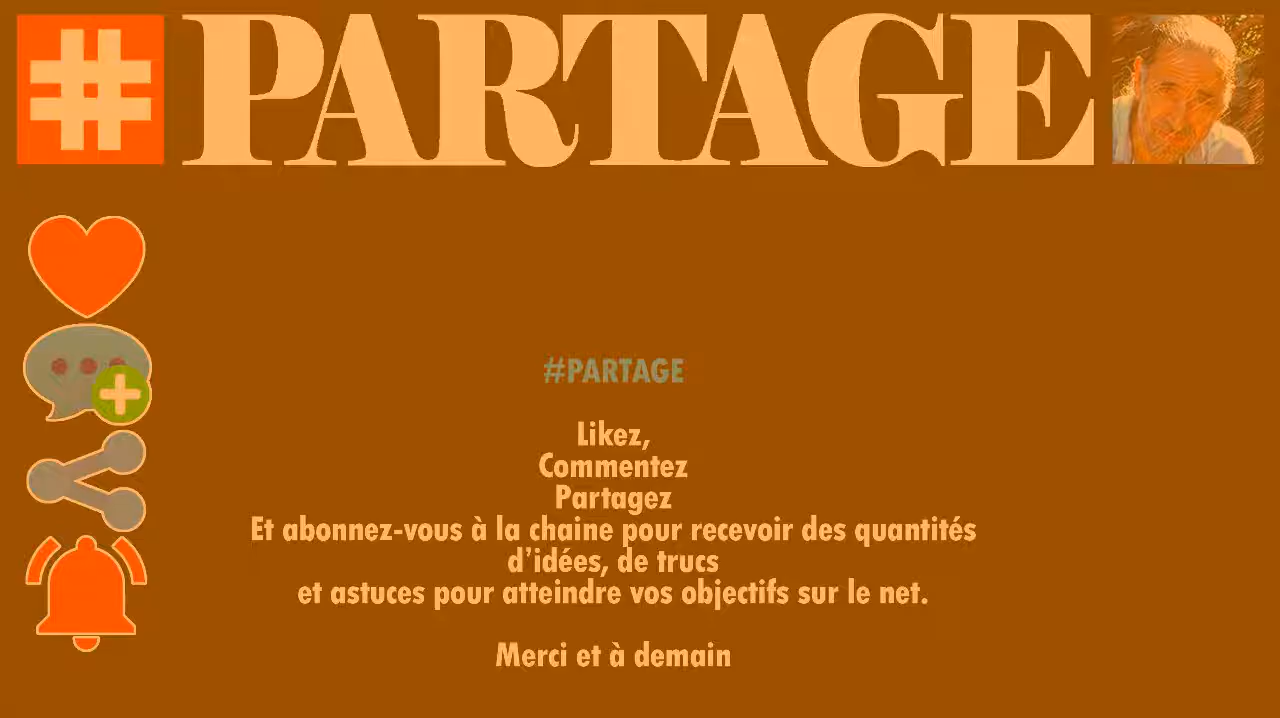 #PARTAGE
#PARTAGE
Likez,
Commentez
Partagez
Et abonnez-vous à la chaine pour recevoir des quantités
d’idées, de trucs
et astuces pour atteindre vos objectifs sur le net.
Merci et à demain